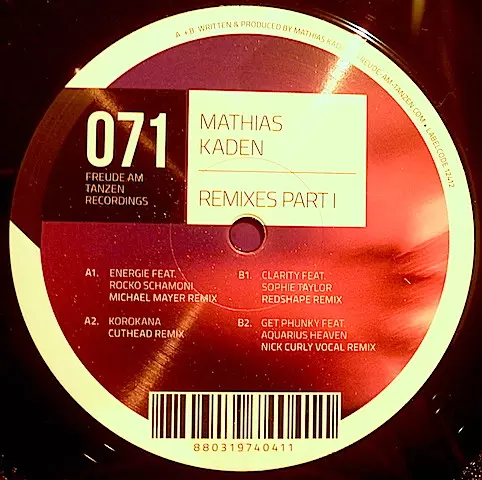 A + B WRITTEN & PRODUCED BY MATHIAS KADEN • FREUDE-AM-TANZEN.COM • LABELCODE 12412
071
FREUDE AM
TANZEN
RECORDINGS
MATHIAS
KADEN
REMIXES PART I
A1. ENERGIE FEAT.
ROCKO SCHAMONI
MICHAEL MAYER REMIX
A2. KOROKANA
CUTHEAD REMIX
B1. CLARITY FEAT.
SOPHIE TAYLOR
REDSHAPE REMIX
B2. GET PHUNKY FEAT.
AQUARIUS HEAVEN
NICK CURLY VOCAL REMIX
880319740411